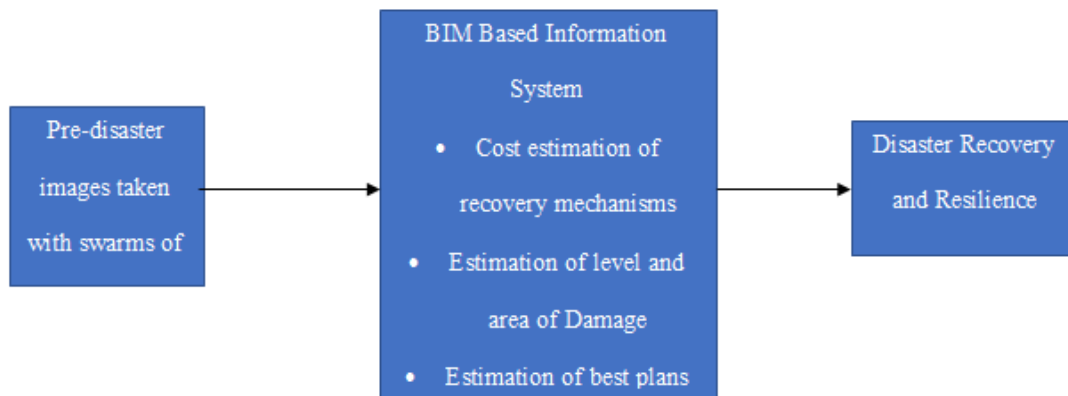 Pre-disaster
images taken
with swarms of
BIM Based Information
System
• Cost estimation of
recovery mechanisms
• Estimation of level and
area of Damage
• Estimation of best plans
Disaster Recovery
and Resilience